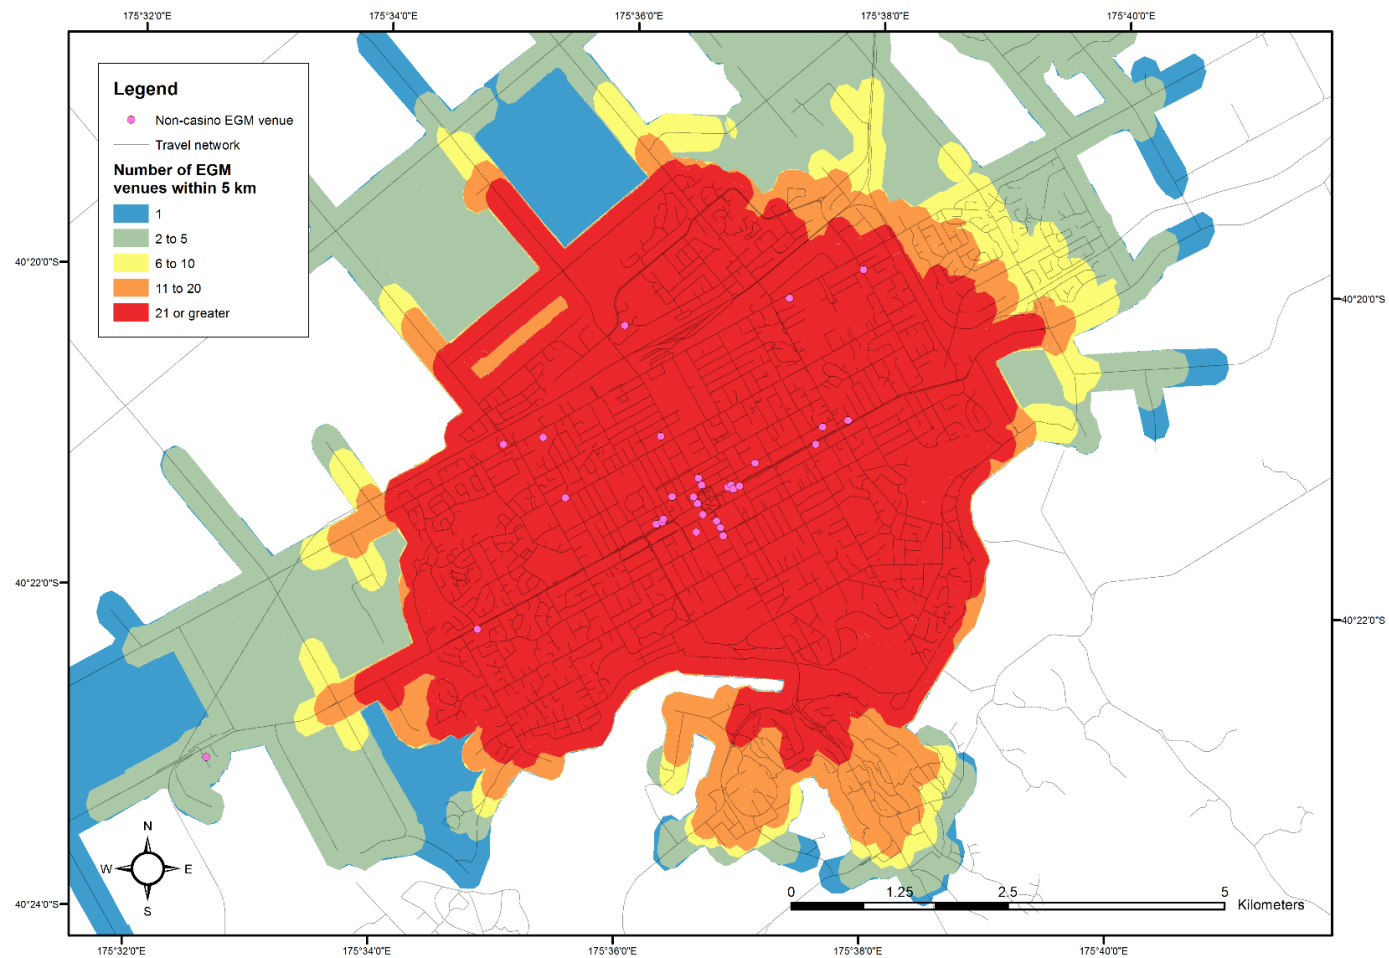 175°32'0"E 175°34'0"E 175°36'0"E 175°38'0"E 175°40'0"E
Legend
Non-casino EGM venue
Travel network
Number of EGM
venues within 5 km
1
2 to 5
6 to 10
11 to 20
21 or greater
40°20'0"S
40°20'0"S
40°22'0"S
40°22'0"S
N
W E
S
40°24'0"S
0 1.25 2.5 5
Kilometers
175°32'0"E 175°34'0"E 175°36'0"E 175°38'0"E 175°40'0"E